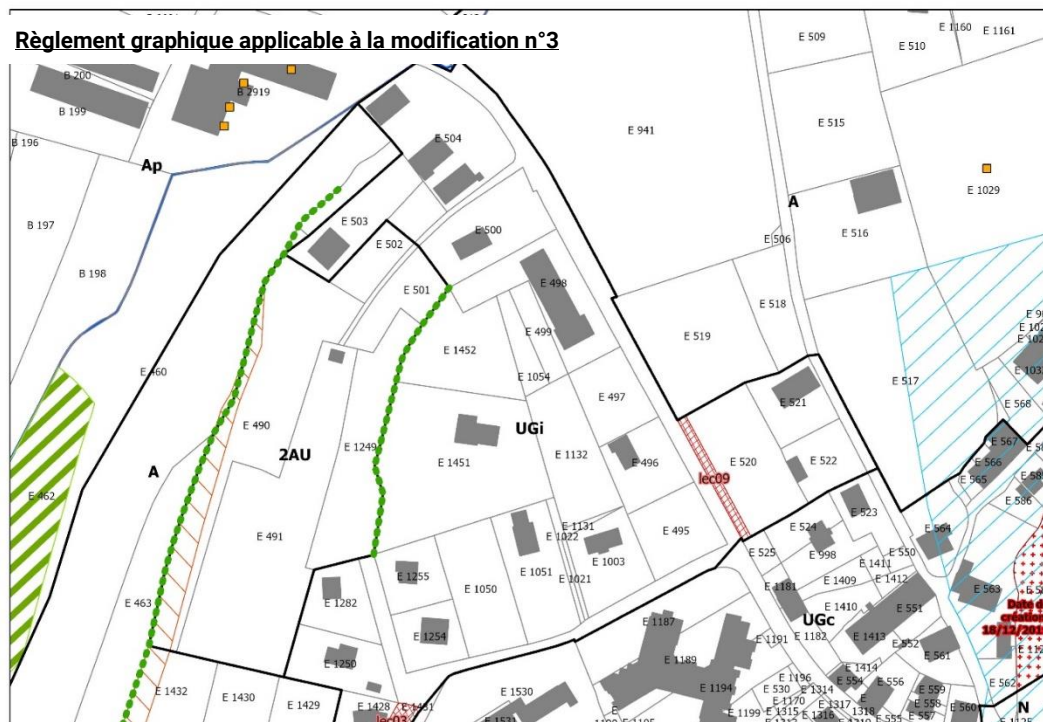 Règlement graphique applicable à la modification n°3
E 509
E 510
E 1160
E 1161
B 200
B 2919
B 199
E 941
E 515
E 504
B 196
Ap
E 1029
A
B 197
E 503
E 502
E 500
E 506
E 516
B 198
E 501
E 498
E 518
E 499
E 519
E 1452
E 460
E 1054
E 517
E 497
E 521
E 568
E 490
UGi
E 567
2AU
E 1249
E 1451
E 1132
E 496
E 520
E 522
E 566
A
lec09
E 565
E 462
E 586
E 491
E 1131
E 1022
E 495
E 524
E 523
E 564
E 1003
E 525
E 998
E 550
E 1255
E 1051
E 1021
E 1411
E 1050
E 1181
E 1409
E 1412
E 563
E 463
E 1282
E 1410
E 551
UGc
E 1187
E 1254
E 1191
E 1182
E 1413
E 552
E 1250
E 1189
E 561
E 1414
E 1432
E 1430
E 1429
E 1428
E 1431
E 1530
E 1194
E 1196
E 530
E 1314
E 554
E 556
E 559
E 562
E 1170
E 1317
E 558
E 560
N
lec03
E 1531
E 1199
E 1315
E 1316
E 1318
E 555
E 557